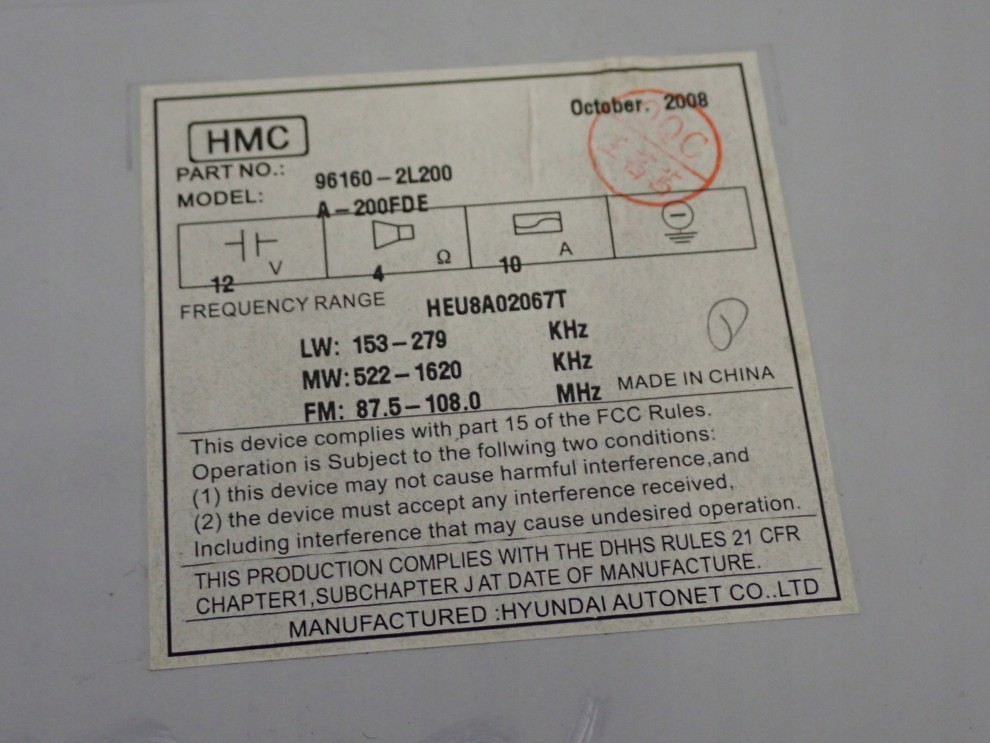 October. 2008
HMC
PART NO.: 96160-2L200
MODEL: A-200FDE
12 V
4 Ω
10 A
FREQUENCY RANGE HEU8A02067T
LW: 153-279 KHz
MW: 522-1620 KHz
FM: 87.5-108.0 MHz
MADE IN CHINA
This device complies with part 15 of the FCC Rules.
Operation is Subject to the follwing two conditions:
(1) this device may not cause harmful interference,and
(2) the device must accept any interference received,
Including interference that may cause undesired operation.
THIS PRODUCTION COMPLIES WITH THE DHHS RULES 21 CFR
CHAPTER1,SUBCHAPTER J AT DATE OF MANUFACTURE.
MANUFACTURED :HYUNDAI AUTONET CO..LTD